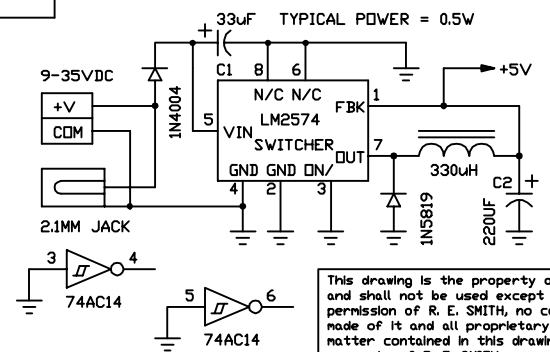 33uF
TYPICAL POWER = 0.5W
+
C1
8
6
9-35VDC
+V
COM
1N4004
5
N/C N/C
FBK
1
LM2574
VIN
SWITCHER
OUT
7
GND GND ON/
4
2
3
+5V
330uH
C2
+
220UF
1N5819
2.1MM JACK
3
4
74AC14
5
6
74AC14
This drawing is the property
and shall not be used except
permission of R. E. SMITH, no
made of it and all proprietary
matter contained in this